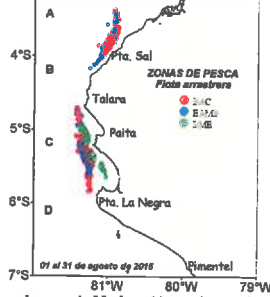 A
4°S
Pta. Sal
B
ZONAS DE PESCA
Flota arrastrera
Talara
5°S
Paita
C
6°S
Pta. La Negra
D
01 al 31 de agosto de 2015
Pimentel
7°S
81°W
80°W
79°W